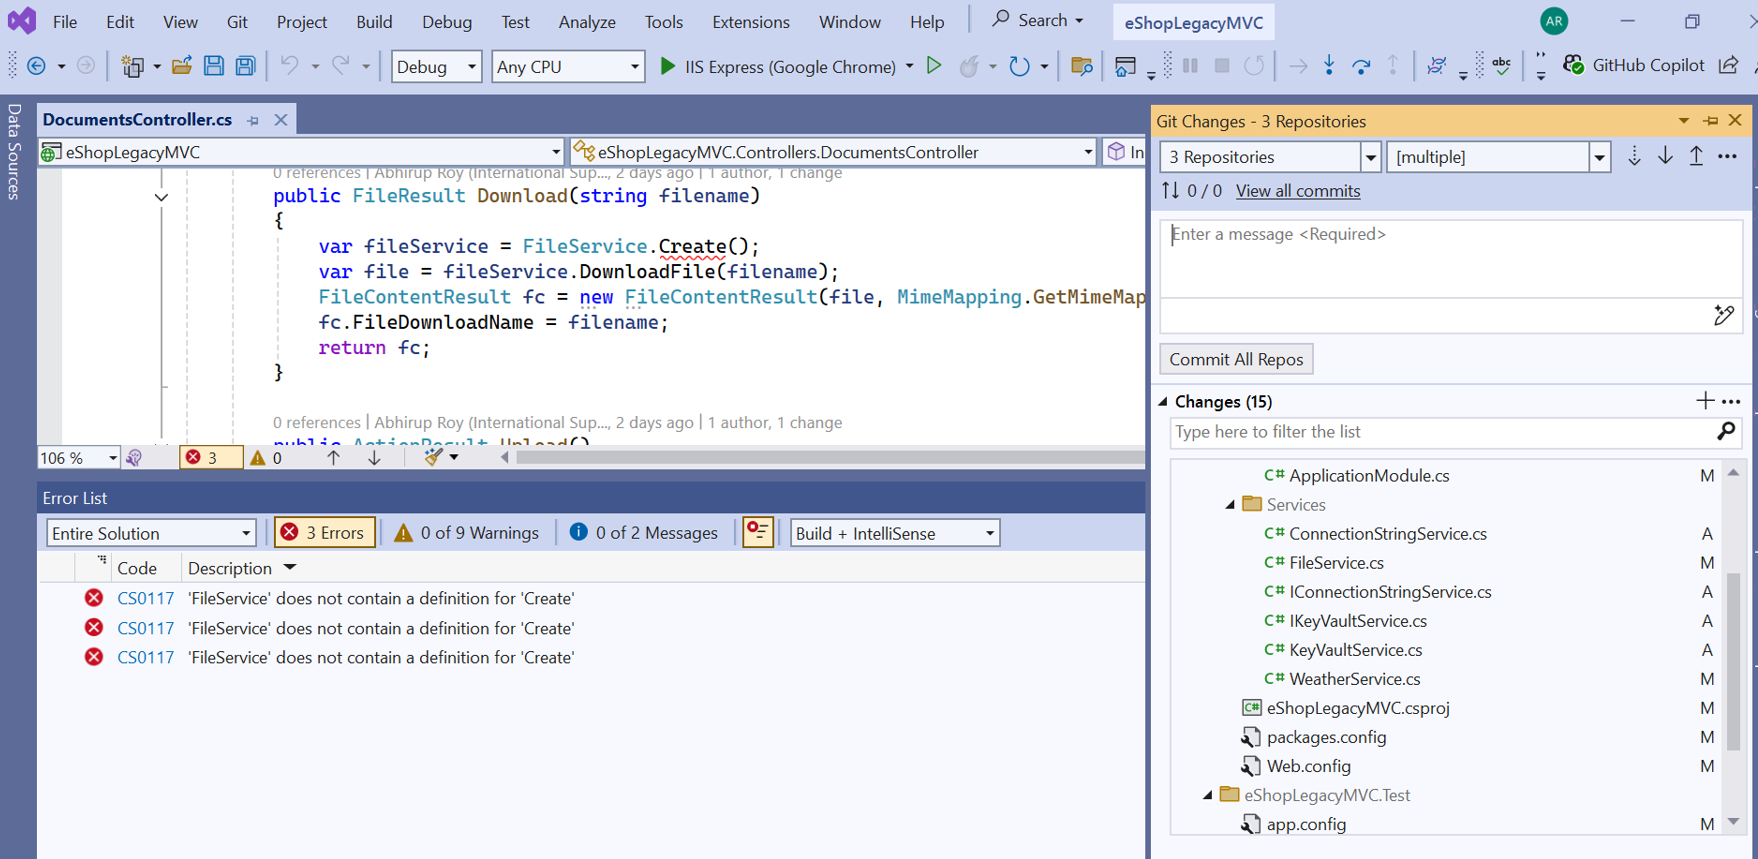 File Edit View Git Project Build Debug Test Analyze Tools Extensions Window Help Search eShopLegacyMVC AR
Debug Any CPU IIS Express (Google Chrome) abc GitHub Copilot
Data Sources
DocumentsController.cs
eShopLegacyMVC eShopLegacyMVC.Controllers.DocumentsController In
0 references | Abhirup Roy (International Sup..., 2 days ago | 1 author, 1 change
public FileResult Download(string filename)
{
var fileService = FileService.Create();
var file = fileService.DownloadFile(filename);
FileContentResult fc = new FileContentResult(file, MimeMapping.GetMimeMap
fc.FileDownloadName = filename;
return fc;
}
0 references | Abhirup Roy (International Sup..., 2 days ago | 1 author, 1 change
public ActionResult Upload()
106 % 3 0
Error List
Entire Solution 3 Errors 0 of 9 Warnings 0 of 2 Messages Build + IntelliSense
Code Description
CS0117 'FileService' does not contain a definition for 'Create'
CS0117 'FileService' does not contain a definition for 'Create'
CS0117 'FileService' does not contain a definition for 'Create'
Git Changes - 3 Repositories
3 Repositories [multiple]
0 / 0 View all commits
Enter a message <Required>
Commit All Repos
Changes (15)
Type here to filter the list
C# ApplicationModule.cs M
Services
C# ConnectionStringService.cs A
C# FileService.cs M
C# IConnectionStringService.cs A
C# IKeyVaultService.cs A
C# KeyVaultService.cs A
C# WeatherService.cs M
C# eShopLegacyMVC.csproj M
packages.config M
Web.config M
eShopLegacyMVC.Test
app.config M